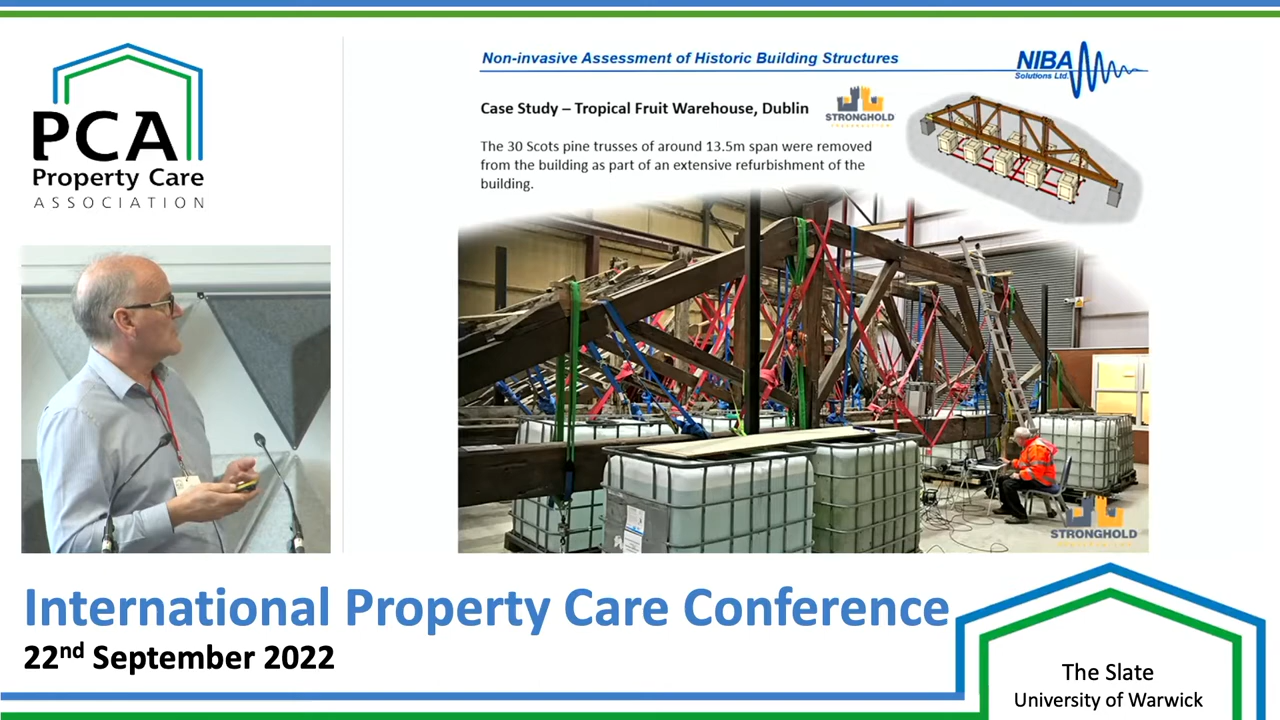 PCA
Property Care
ASSOCIATION
Non-invasive Assessment of Historic Building Structures
NIBA
Solutions Ltd.
Case Study – Tropical Fruit Warehouse, Dublin
STRONGHOLD
The 30 Scots pine trusses of around 13.5m span were removed
from the building as part of an extensive refurbishment of the
building.
STRONGHOLD
International Property Care Conference
22nd September 2022
The Slate
University of Warwick